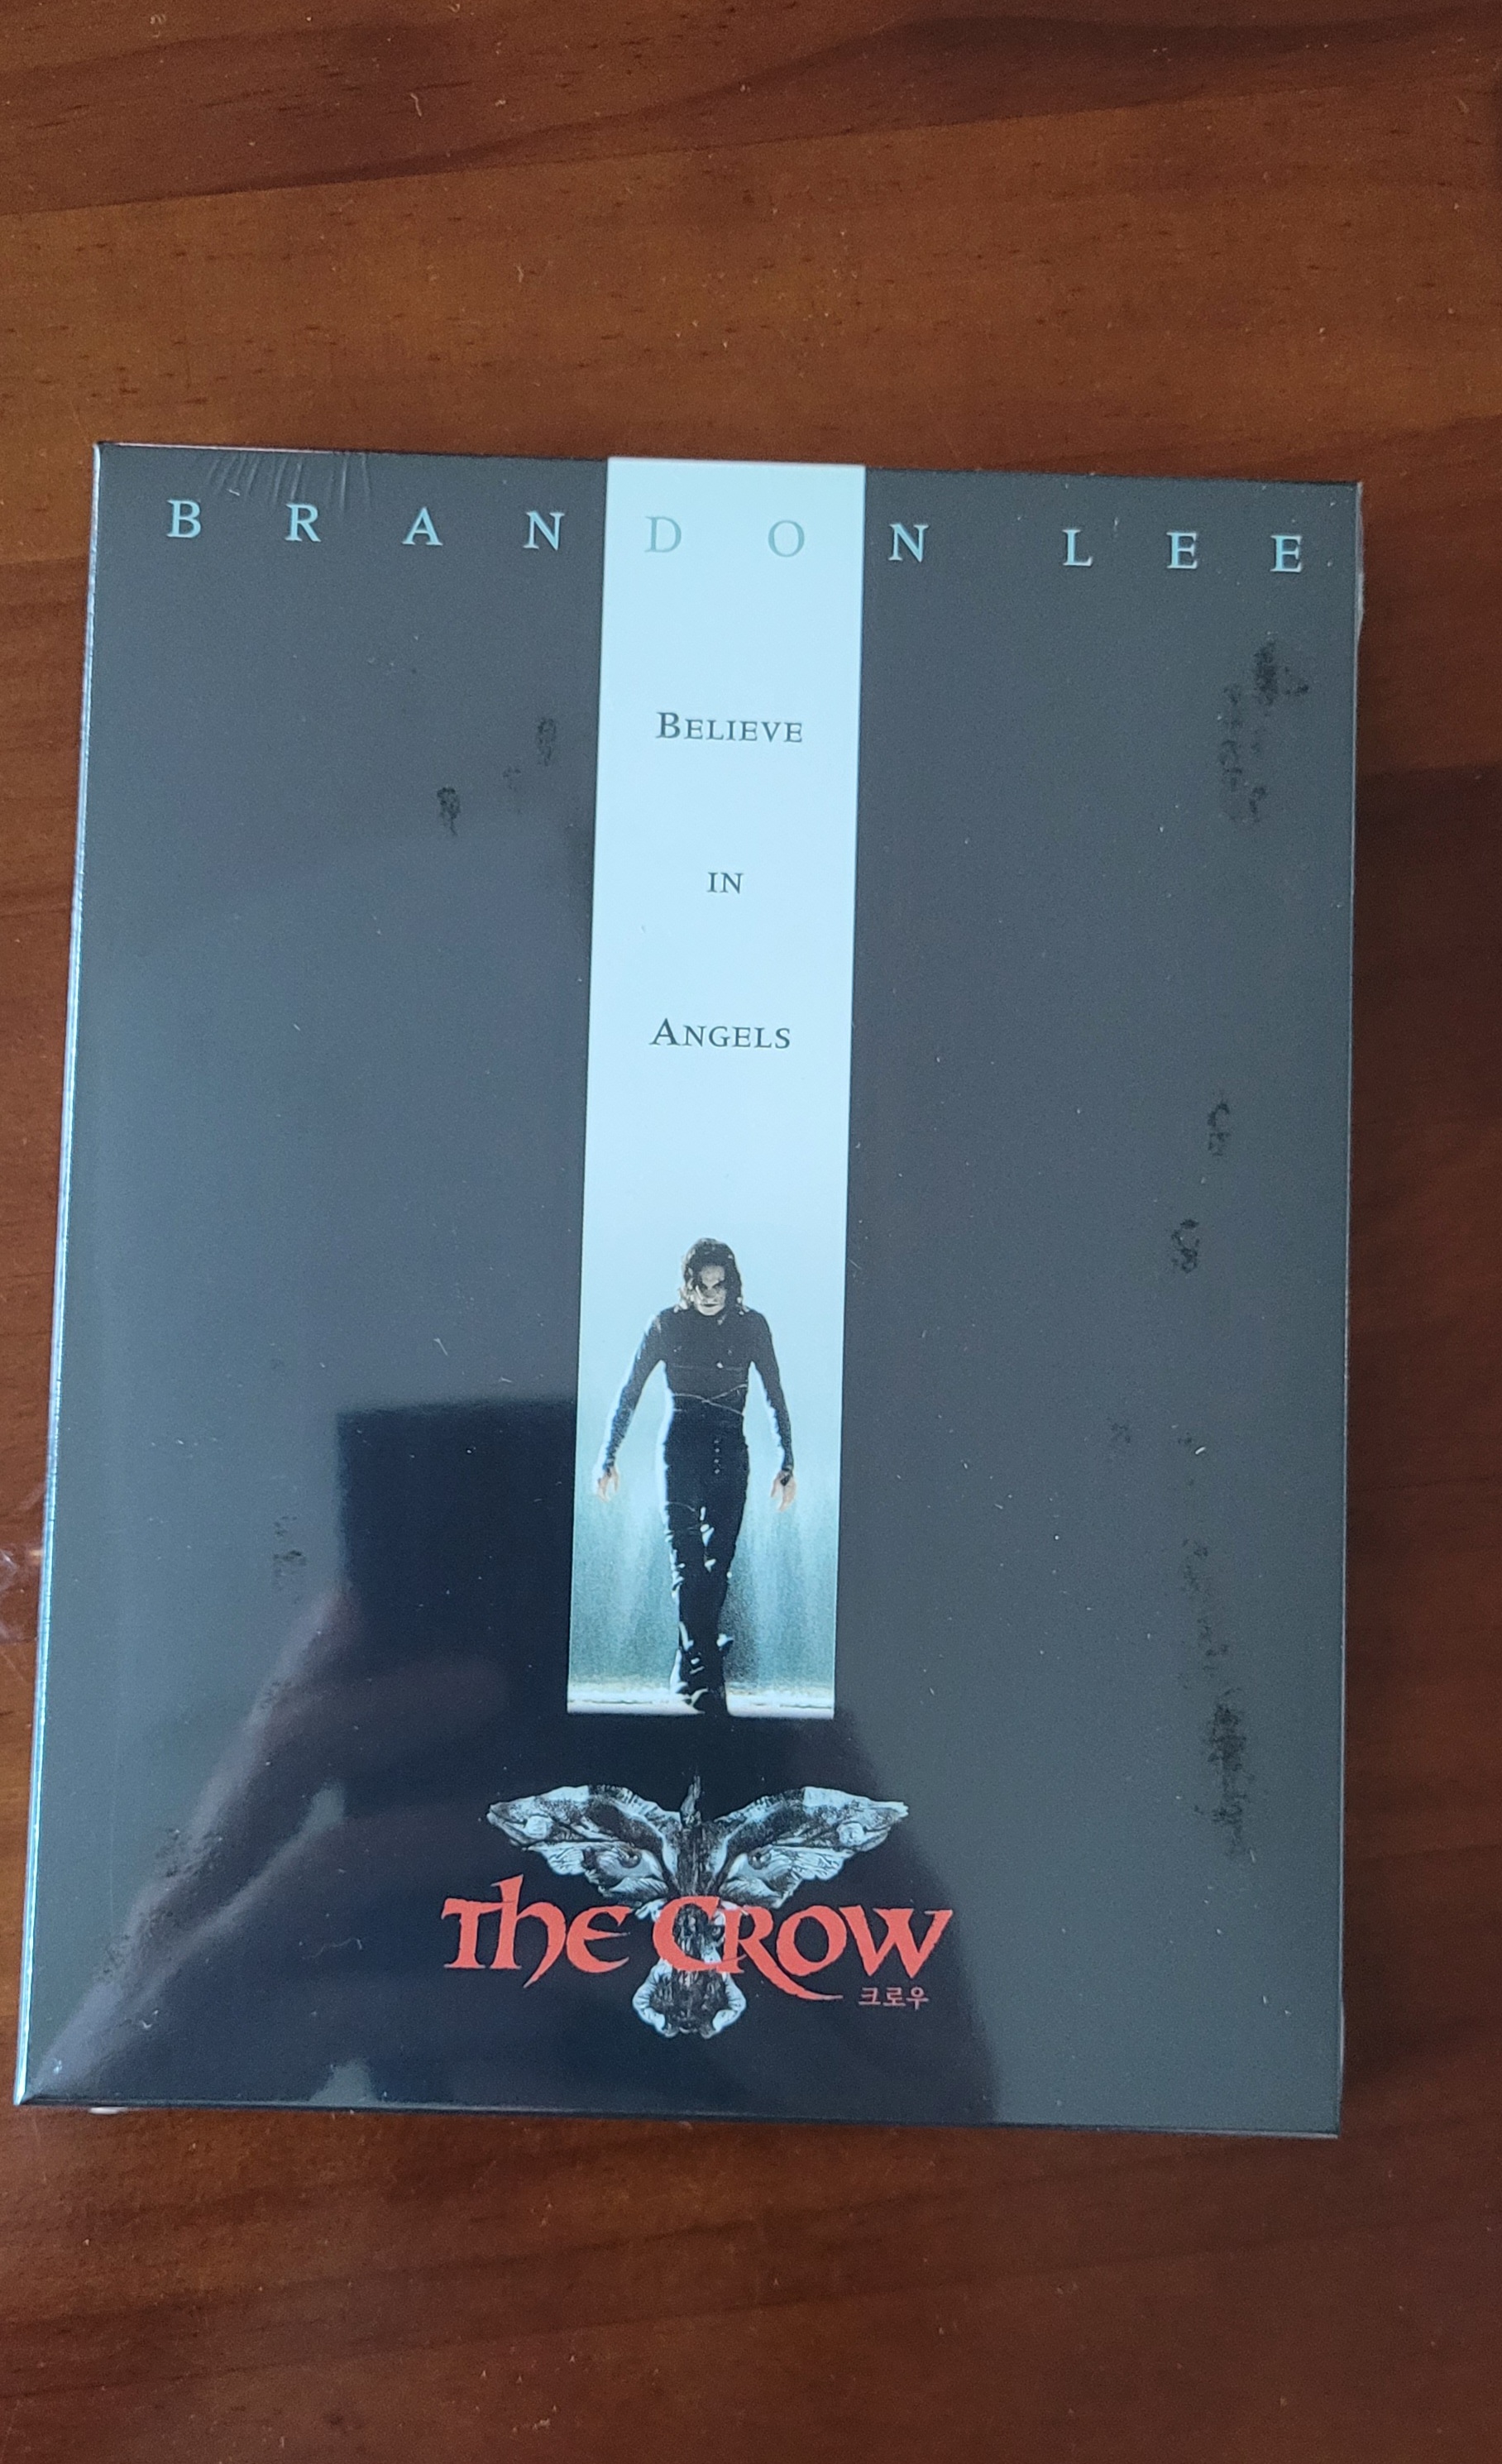 BRANDON LEE
BELIEVE
IN
ANGELS
The CROW
크로우